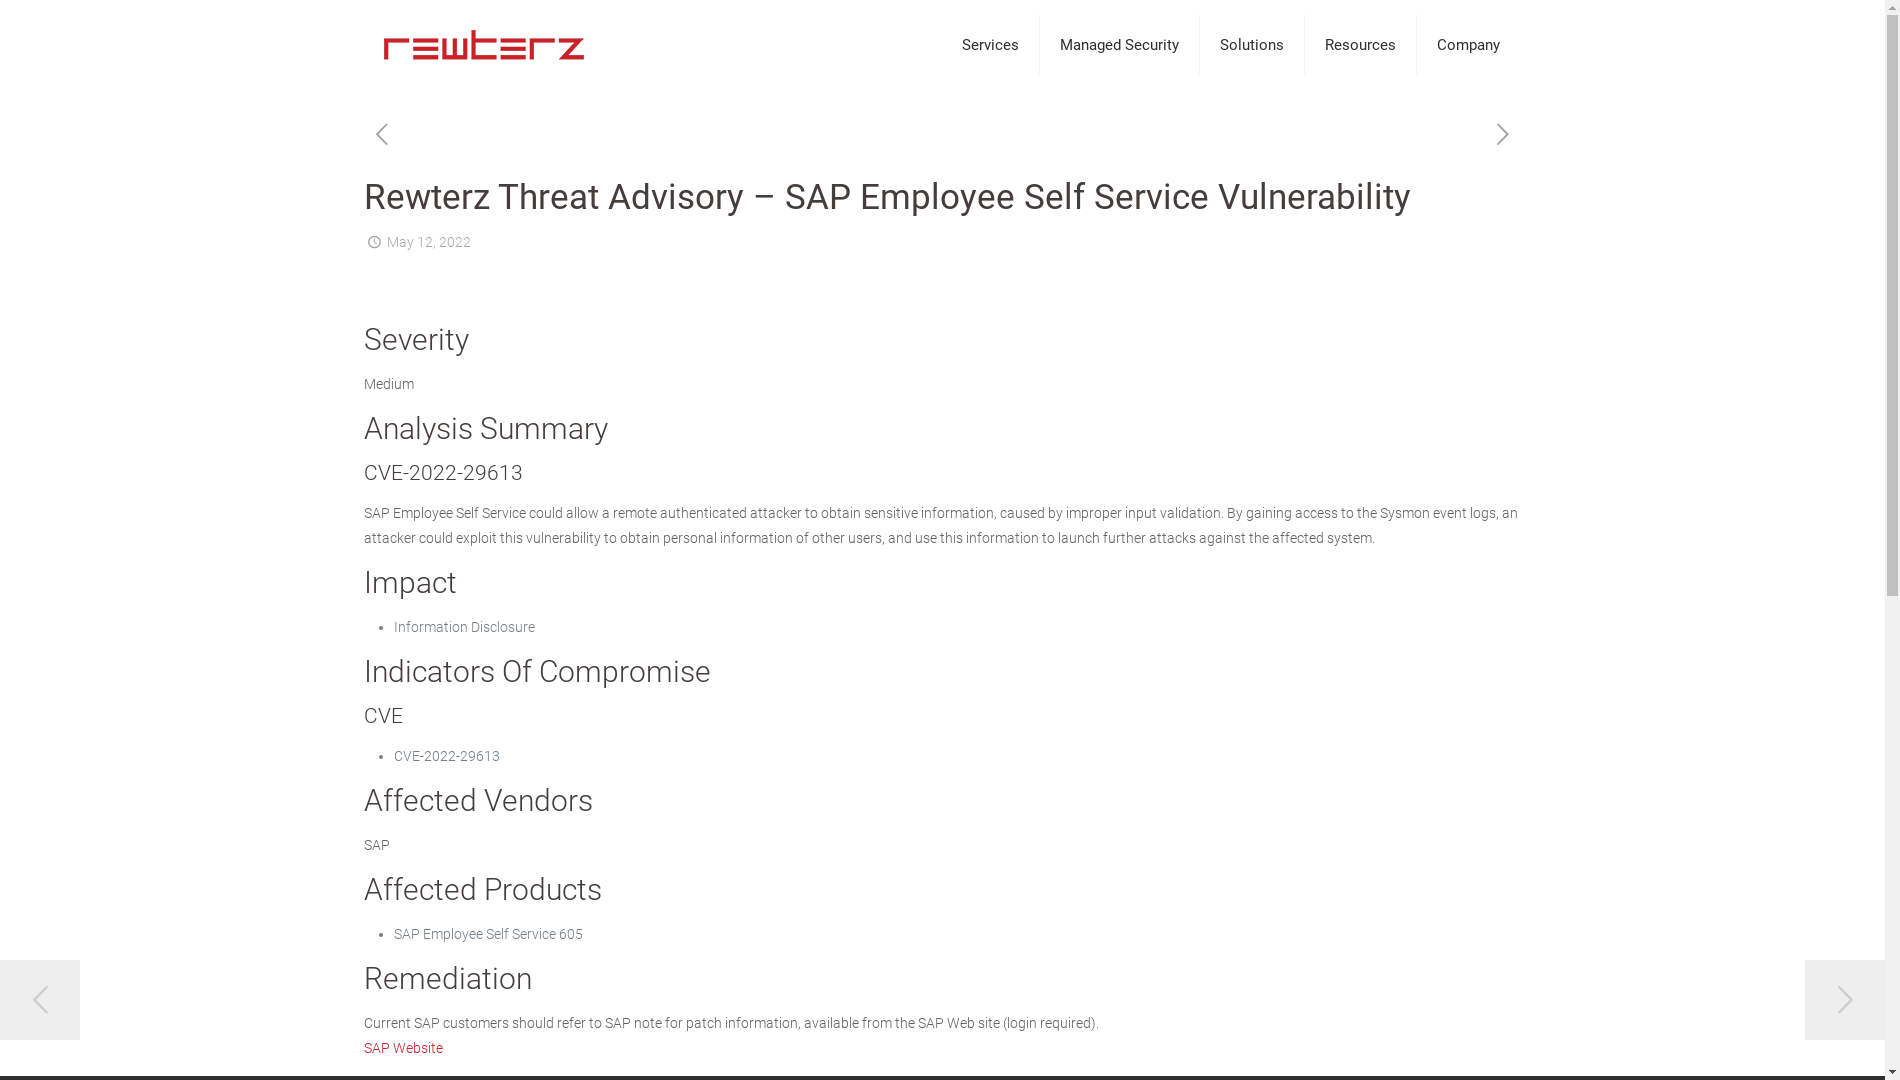 rewterz
Services
Managed Security
Solutions
Resources
Company
Rewterz Threat Advisory – SAP Employee Self Service Vulnerability
May 12, 2022
Severity
Medium
Analysis Summary
CVE-2022-29613
SAP Employee Self Service could allow a remote authenticated attacker to obtain sensitive information, caused by improper input validation. By gaining access to the Sysmon event logs, an
attacker could exploit this vulnerability to obtain personal information of other users, and use this information to launch further attacks against the affected system.
Impact
• Information Disclosure
Indicators Of Compromise
CVE
• CVE-2022-29613
Affected Vendors
SAP
Affected Products
• SAP Employee Self Service 605
Remediation
Current SAP customers should refer to SAP note for patch information, available from the SAP Web site (login required).
SAP Website